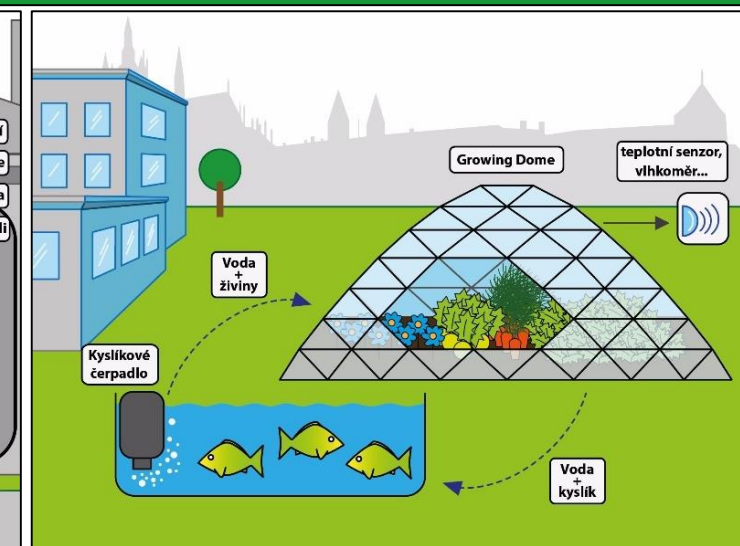 Growing Dome
teplotní senzor,
vlhkoměr...
Voda
+
živiny
Kyslíkové
čerpadlo
Voda
+
kyslík